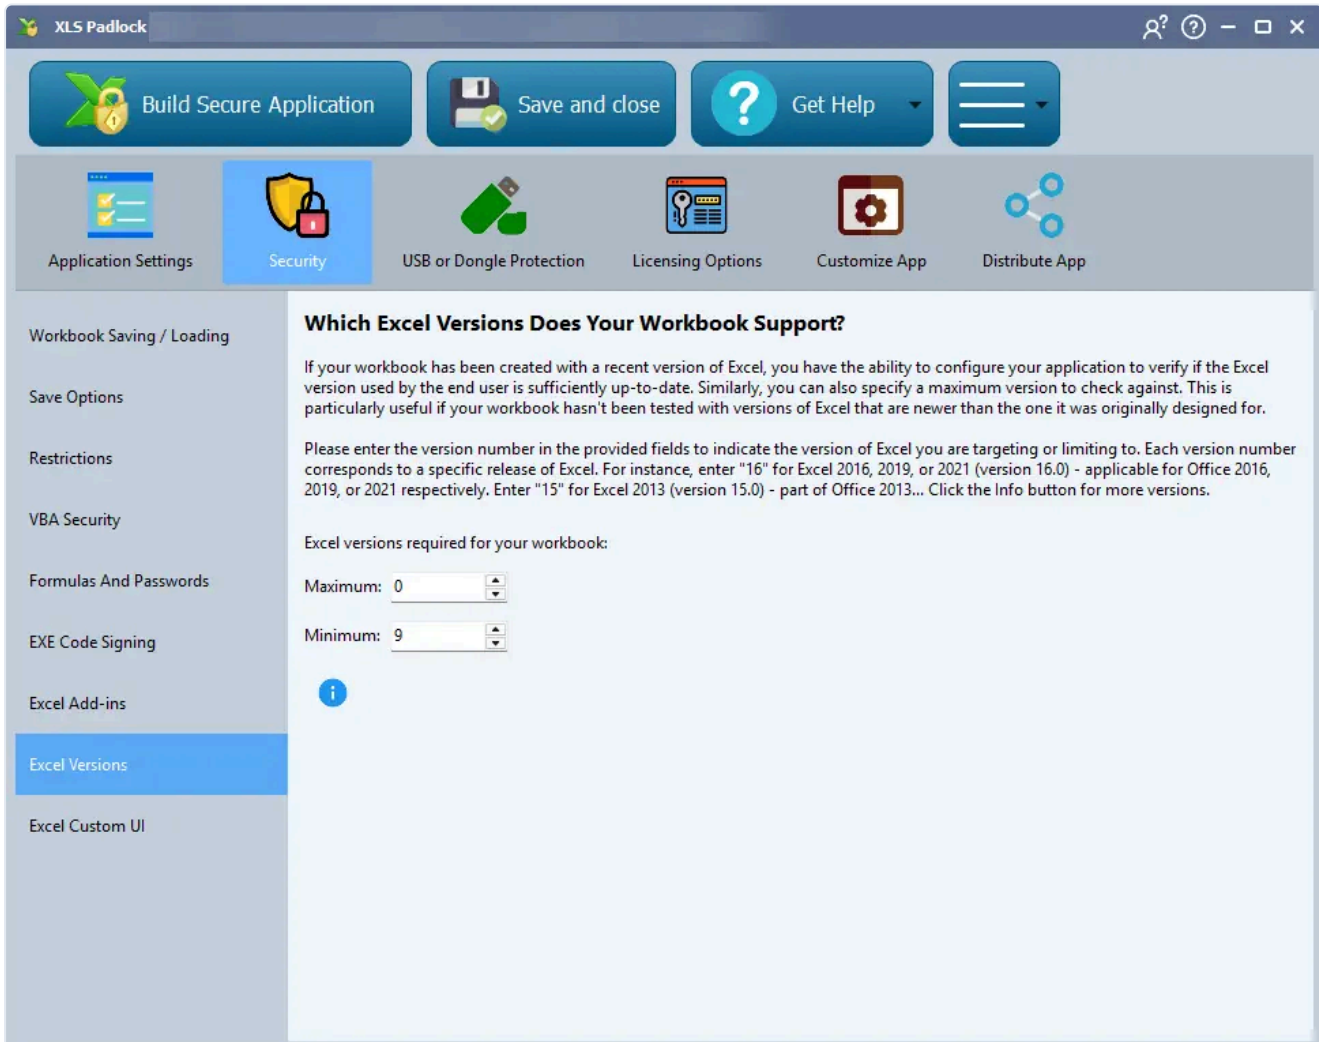 XLS Padlock
Build Secure Application
Save and close
Get Help
Application Settings
Security
USB or Dongle Protection
Licensing Options
Customize App
Distribute App
Workbook Saving / Loading
Save Options
Restrictions
VBA Security
Formulas And Passwords
EXE Code Signing
Excel Add-ins
Excel Versions
Excel Custom UI
Which Excel Versions Does Your Workbook Support?
If your workbook has been created with a recent version of Excel, you have the ability to configure your application to verify if the Excel
version used by the end user is sufficiently up-to-date. Similarly, you can also specify a maximum version to check against. This is
particularly useful if your workbook hasn't been tested with versions of Excel that are newer than the one it was originally designed for.
Please enter the version number in the provided fields to indicate the version of Excel you are targeting or limiting to. Each version number
corresponds to a specific release of Excel. For instance, enter "16" for Excel 2016, 2019, or 2021 (version 16.0) - applicable for Office 2016,
2019, or 2021 respectively. Enter "15" for Excel 2013 (version 15.0) - part of Office 2013... Click the Info button for more versions.
Excel versions required for your workbook:
Maximum: 0
Minimum: 9